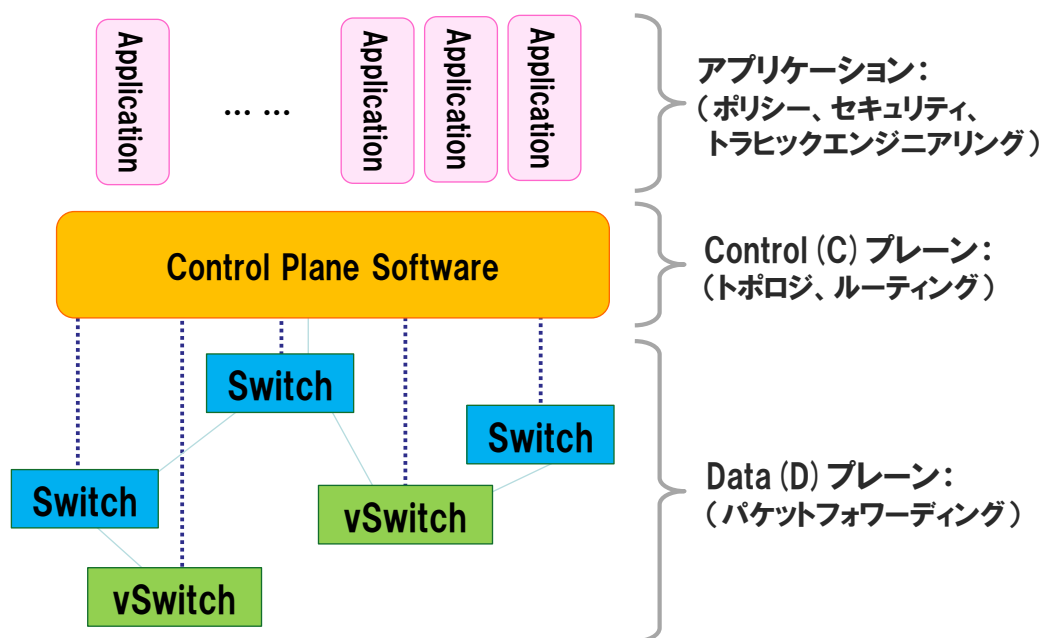 Application
... ...
Application
Application
Application
アプリケーション:
(ポリシー、セキュリティ、
トラヒックエンジニアリング)
Control Plane Software
Control (C) プレーン:
(トポロジ、ルーティング)
Switch
Switch
Switch
vSwitch
vSwitch
Data (D) プレーン:
(パケットフォワーディング)